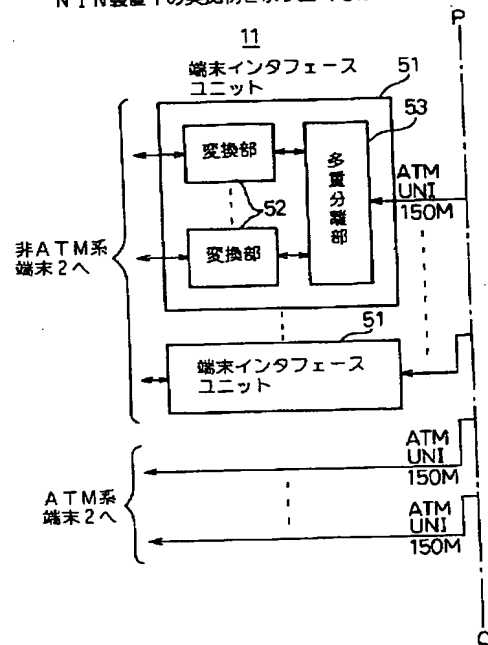 11
P
端末インタフェース
ユニット
51
53
変換部
52
変換部
多重分離部
ATM
UNI
150M
非ATM系
端末2へ
51
端末インタフェース
ユニット
ATM
UNI
150M
ATM系
端末2へ
ATM
UNI
150M
Q